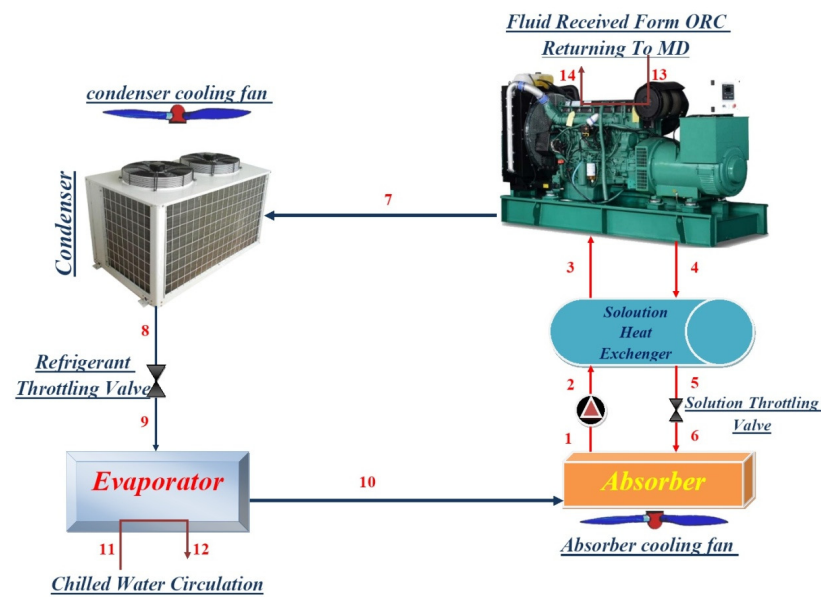 Fluid Received Form ORC
Returning To MD
14
13
condenser cooling fan
Condenser
7
3
4
8
Soloution
Heat
Exchenger
Refrigerant
Throttling Valve
2
5
Solution Throttling
Valve
9
1
6
Evaporator
10
Absorber
11
12
Absorber cooling fan
Chilled Water Circulation